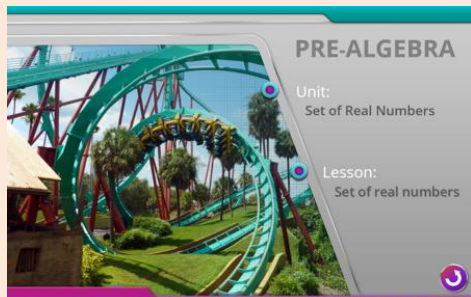 PRE-ALGEBRA
Unit:
Set of Real Numbers
Lesson:
Set of real numbers